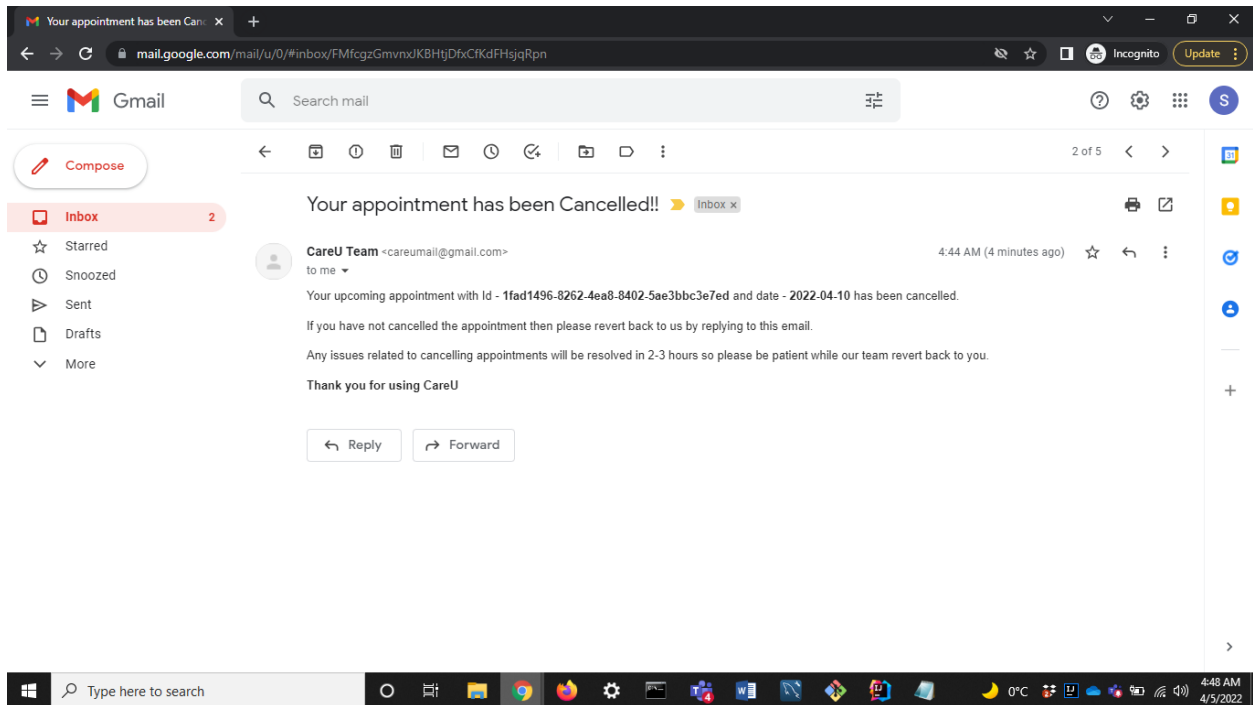 Your appointment has been Canc
mail.google.com/mail/u/0/#inbox/FMfcgzGmvnxJKBHtjDfxCfKdFHsjqRpn
Incognito
Update
Gmail
Search mail
S
Compose
2 of 5
31
Your appointment has been Cancelled!!
Inbox x
Inbox 2
Starred
Snoozed
Sent
Drafts
More
CareU Team <careumail@gmail.com>
4:44 AM (4 minutes ago)
to me
Your upcoming appointment with Id - 1fad1496-8262-4ea8-8402-5ae3bbc3e7ed and date - 2022-04-10 has been cancelled.
If you have not cancelled the appointment then please revert back to us by replying to this email.
Any issues related to cancelling appointments will be resolved in 2-3 hours so please be patient while our team revert back to you.
Thank you for using CareU
Reply
Forward
Type here to search
0°C
4:48 AM
4/5/2022